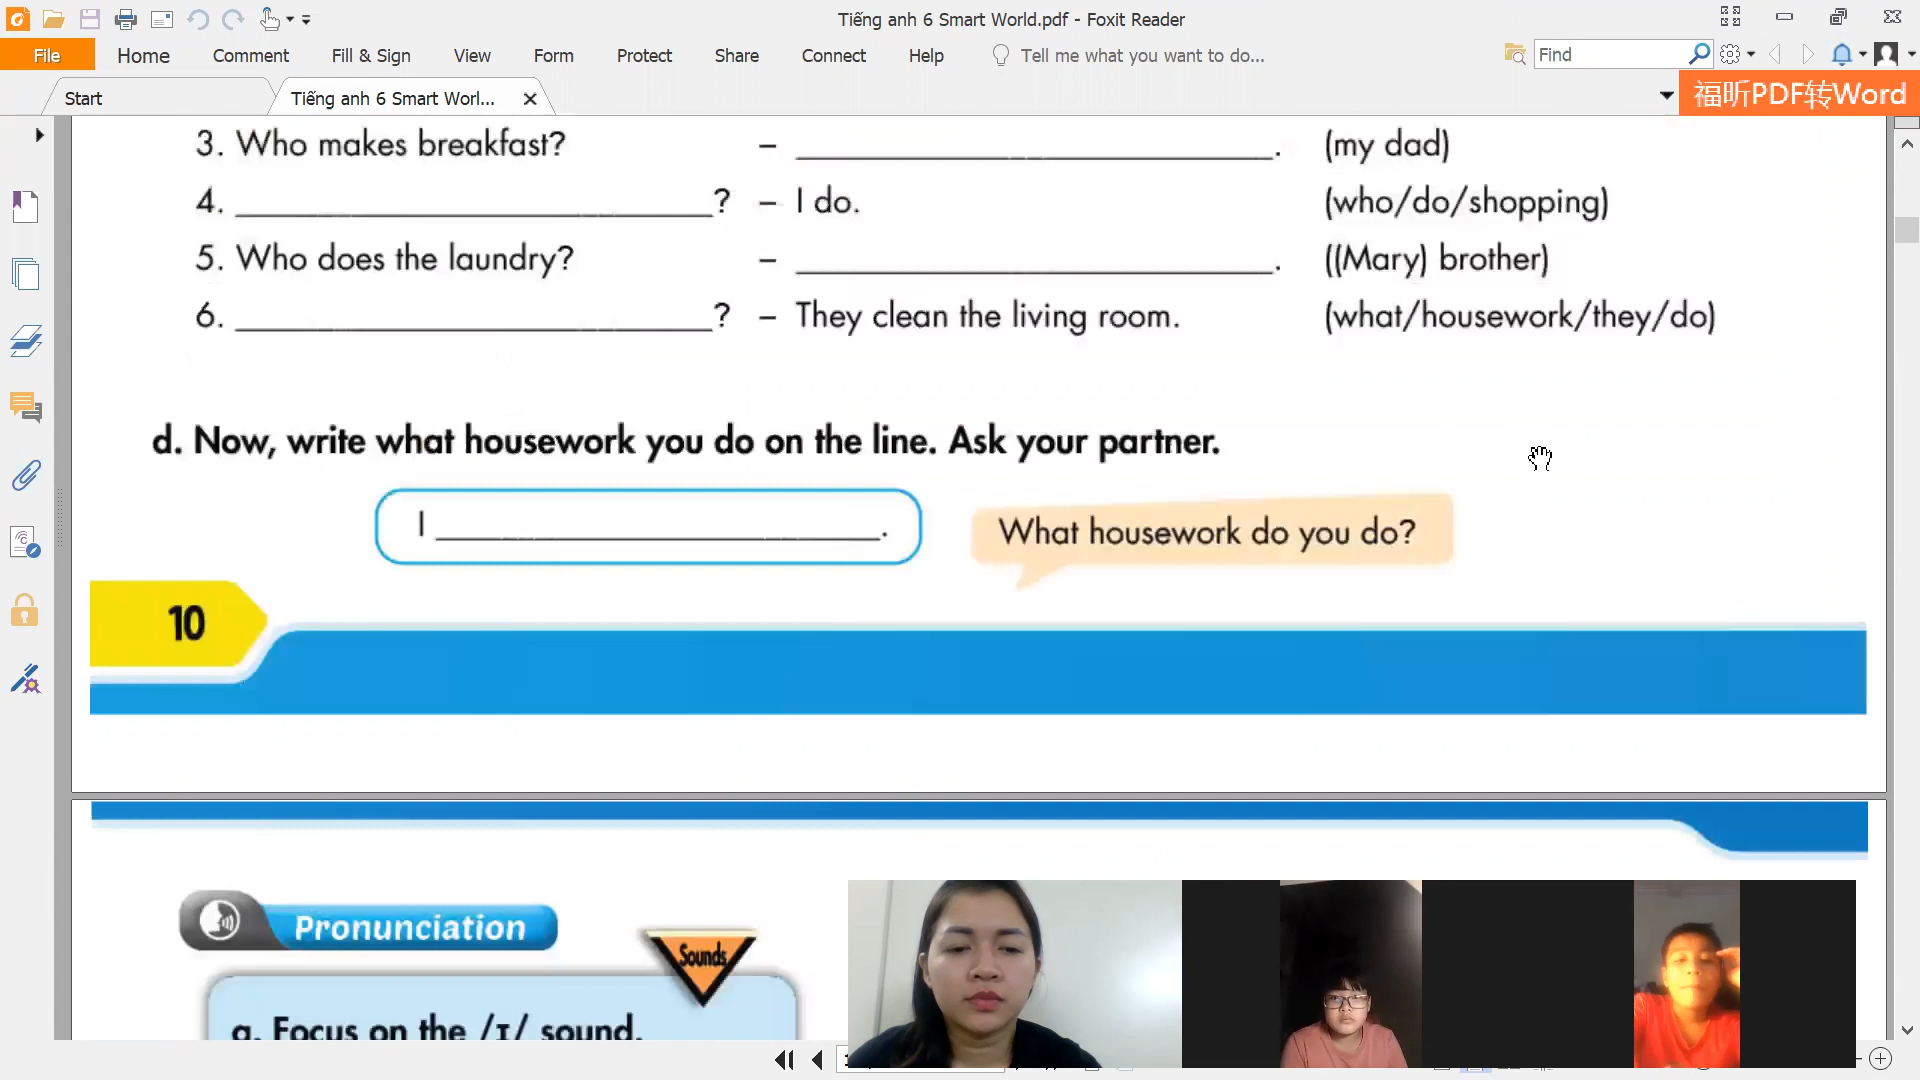 Tiếng anh 6 Smart World.pdf - Foxit Reader
File Home Comment Fill & Sign View Form Protect Share Connect Help Tell me what you want to do... Find
Start Tiếng anh 6 Smart Worl... 福昕PDF转Word
3. Who makes breakfast? – ______________________. (my dad)
4. ______________________? – I do. (who/do/shopping)
5. Who does the laundry? – ______________________. ((Mary) brother)
6. ______________________? – They clean the living room. (what/housework/they/do)
d. Now, write what housework you do on the line. Ask your partner.
I ______________________.
What housework do you do?
10
Pronunciation
Sounds
a. Focus on the /ɪ/ sound.